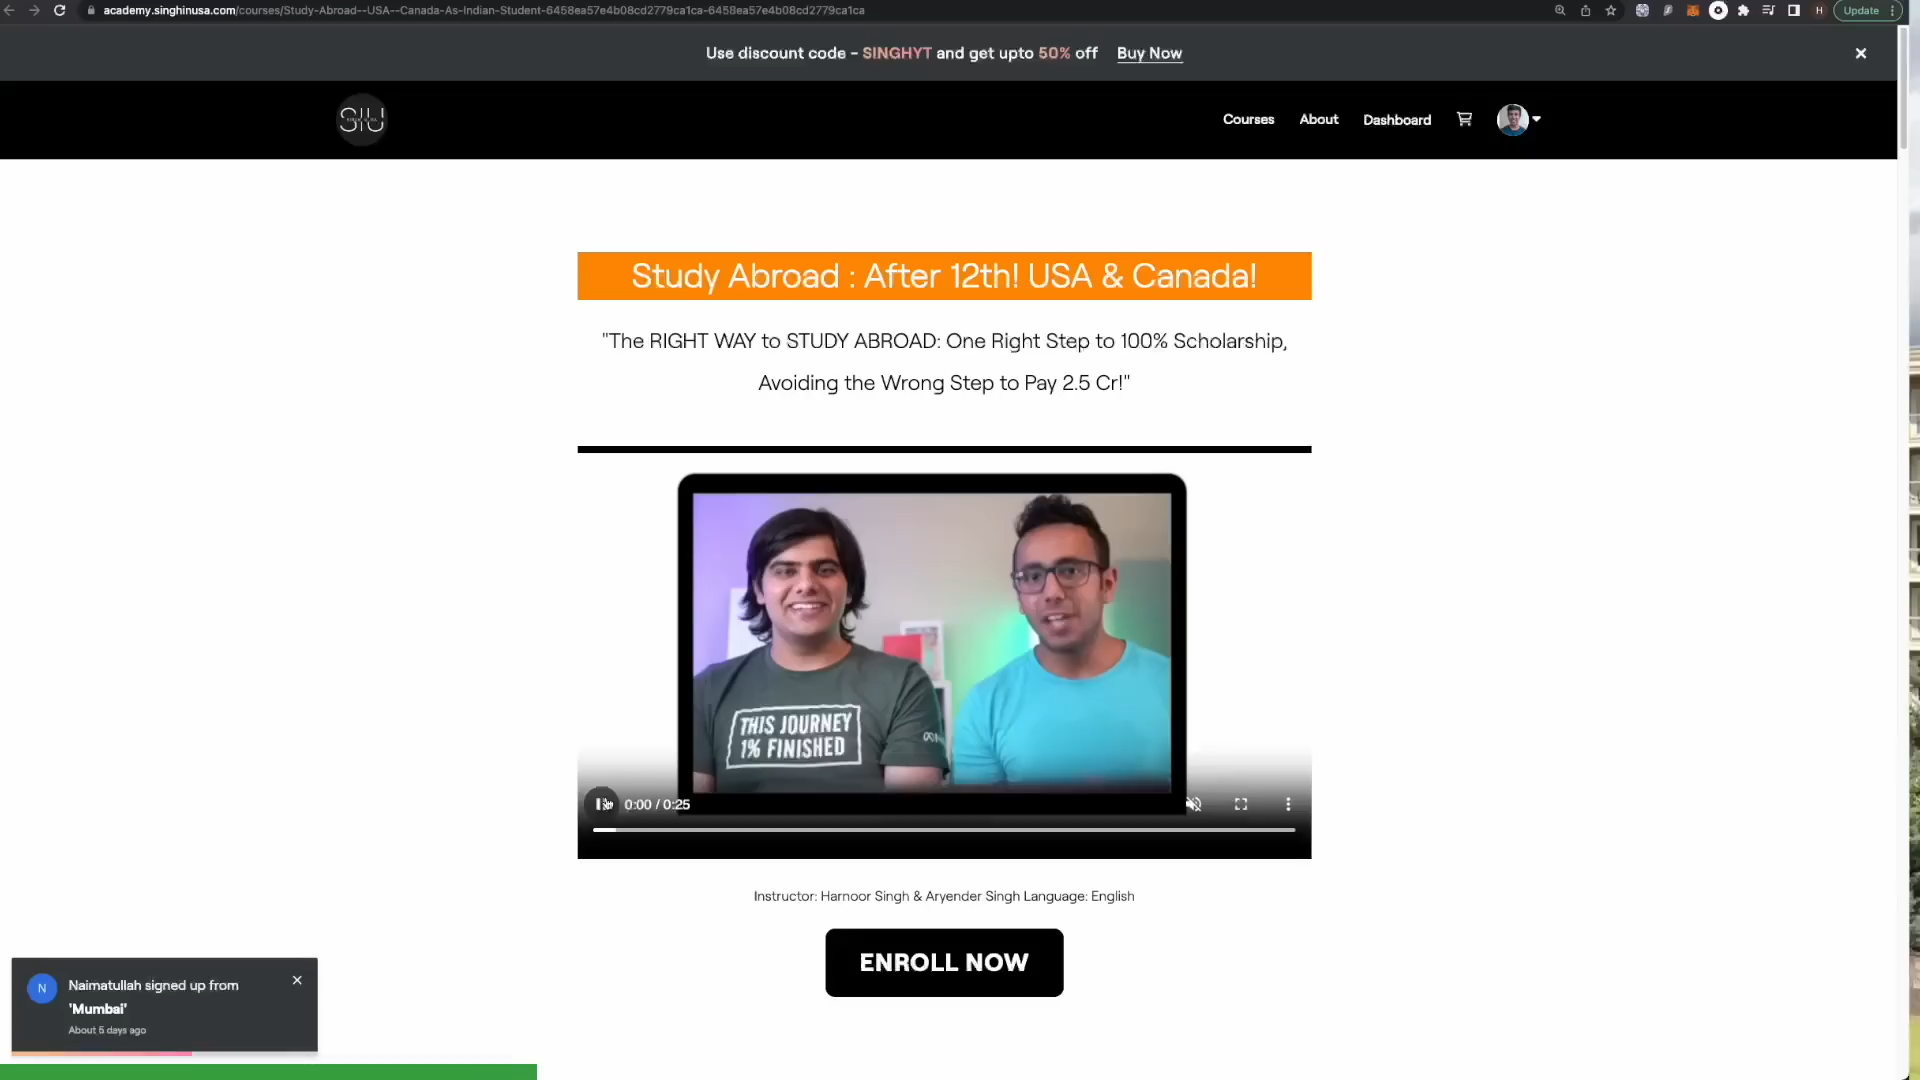 academy.singhinusa.com/courses/Study-Abroad--USA--Canada-As-Indian-Student-6458ea57e4b08cd2779ca1ca-6458ea57e4b08cd2779ca1ca
H
Update
Use discount code - SINGHYT and get upto 50% off Buy Now
SIU
Courses About Dashboard
Study Abroad : After 12th! USA & Canada!
"The RIGHT WAY to STUDY ABROAD: One Right Step to 100% Scholarship,
Avoiding the Wrong Step to Pay 2.5 Cr!"
THIS JOURNEY
1% FINISHED
0:00 / 0:25
Instructor: Harnoor Singh & Aryender Singh Language: English
ENROLL NOW
N
Naimatullah signed up from
'Mumbai'
About 5 days ago